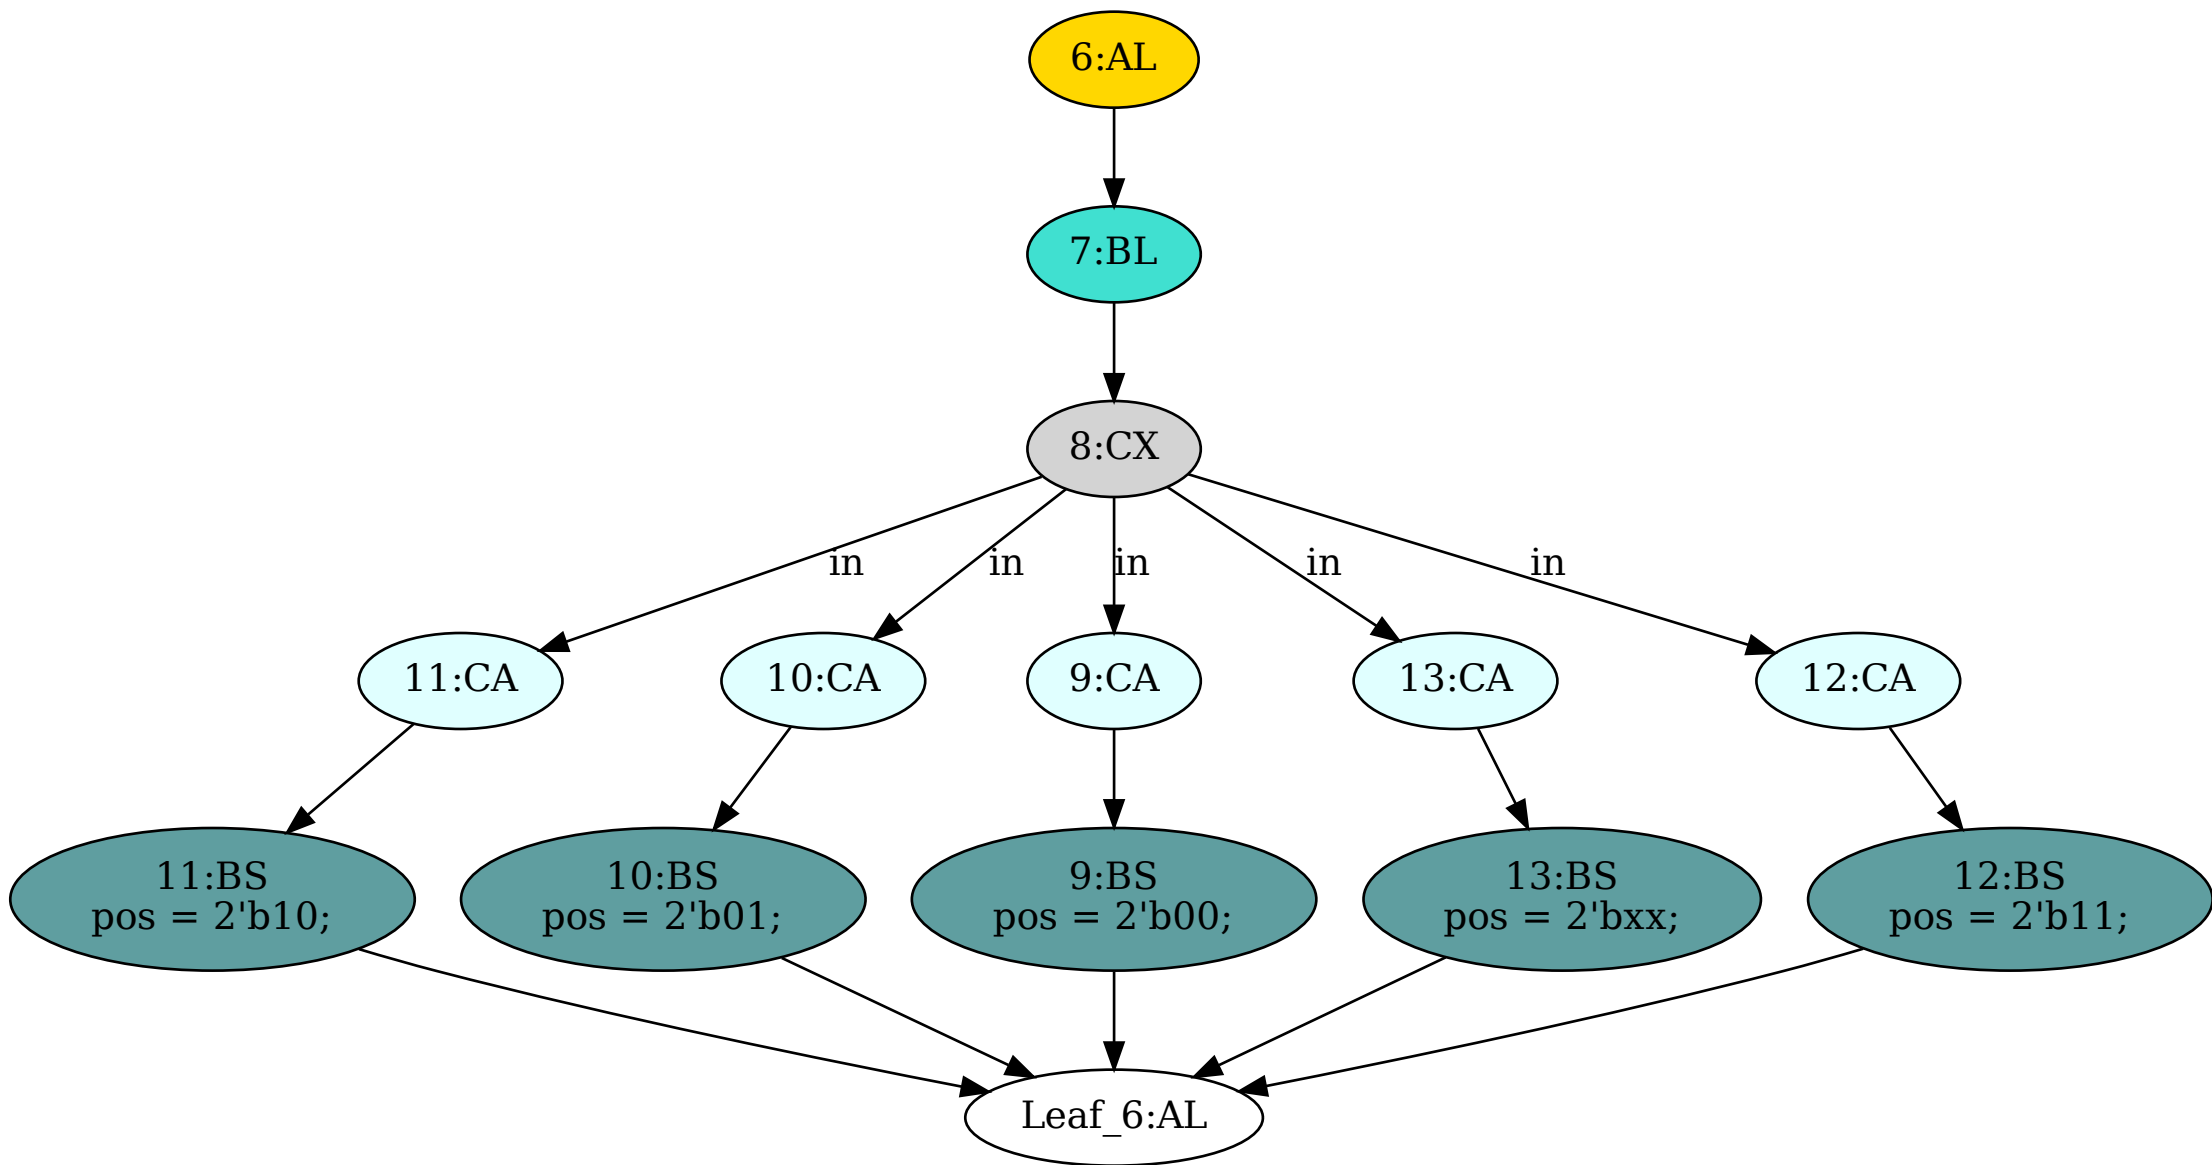 6:AL
7:BL
8:CX
in
in
in
in
in
11:CA
10:CA
9:CA
13:CA
12:CA
11:BS
pos = 2'b10;
10:BS
pos = 2'b01;
9:BS
pos = 2'b00;
13:BS
pos = 2'bxx;
12:BS
pos = 2'b11;
Leaf_6:AL